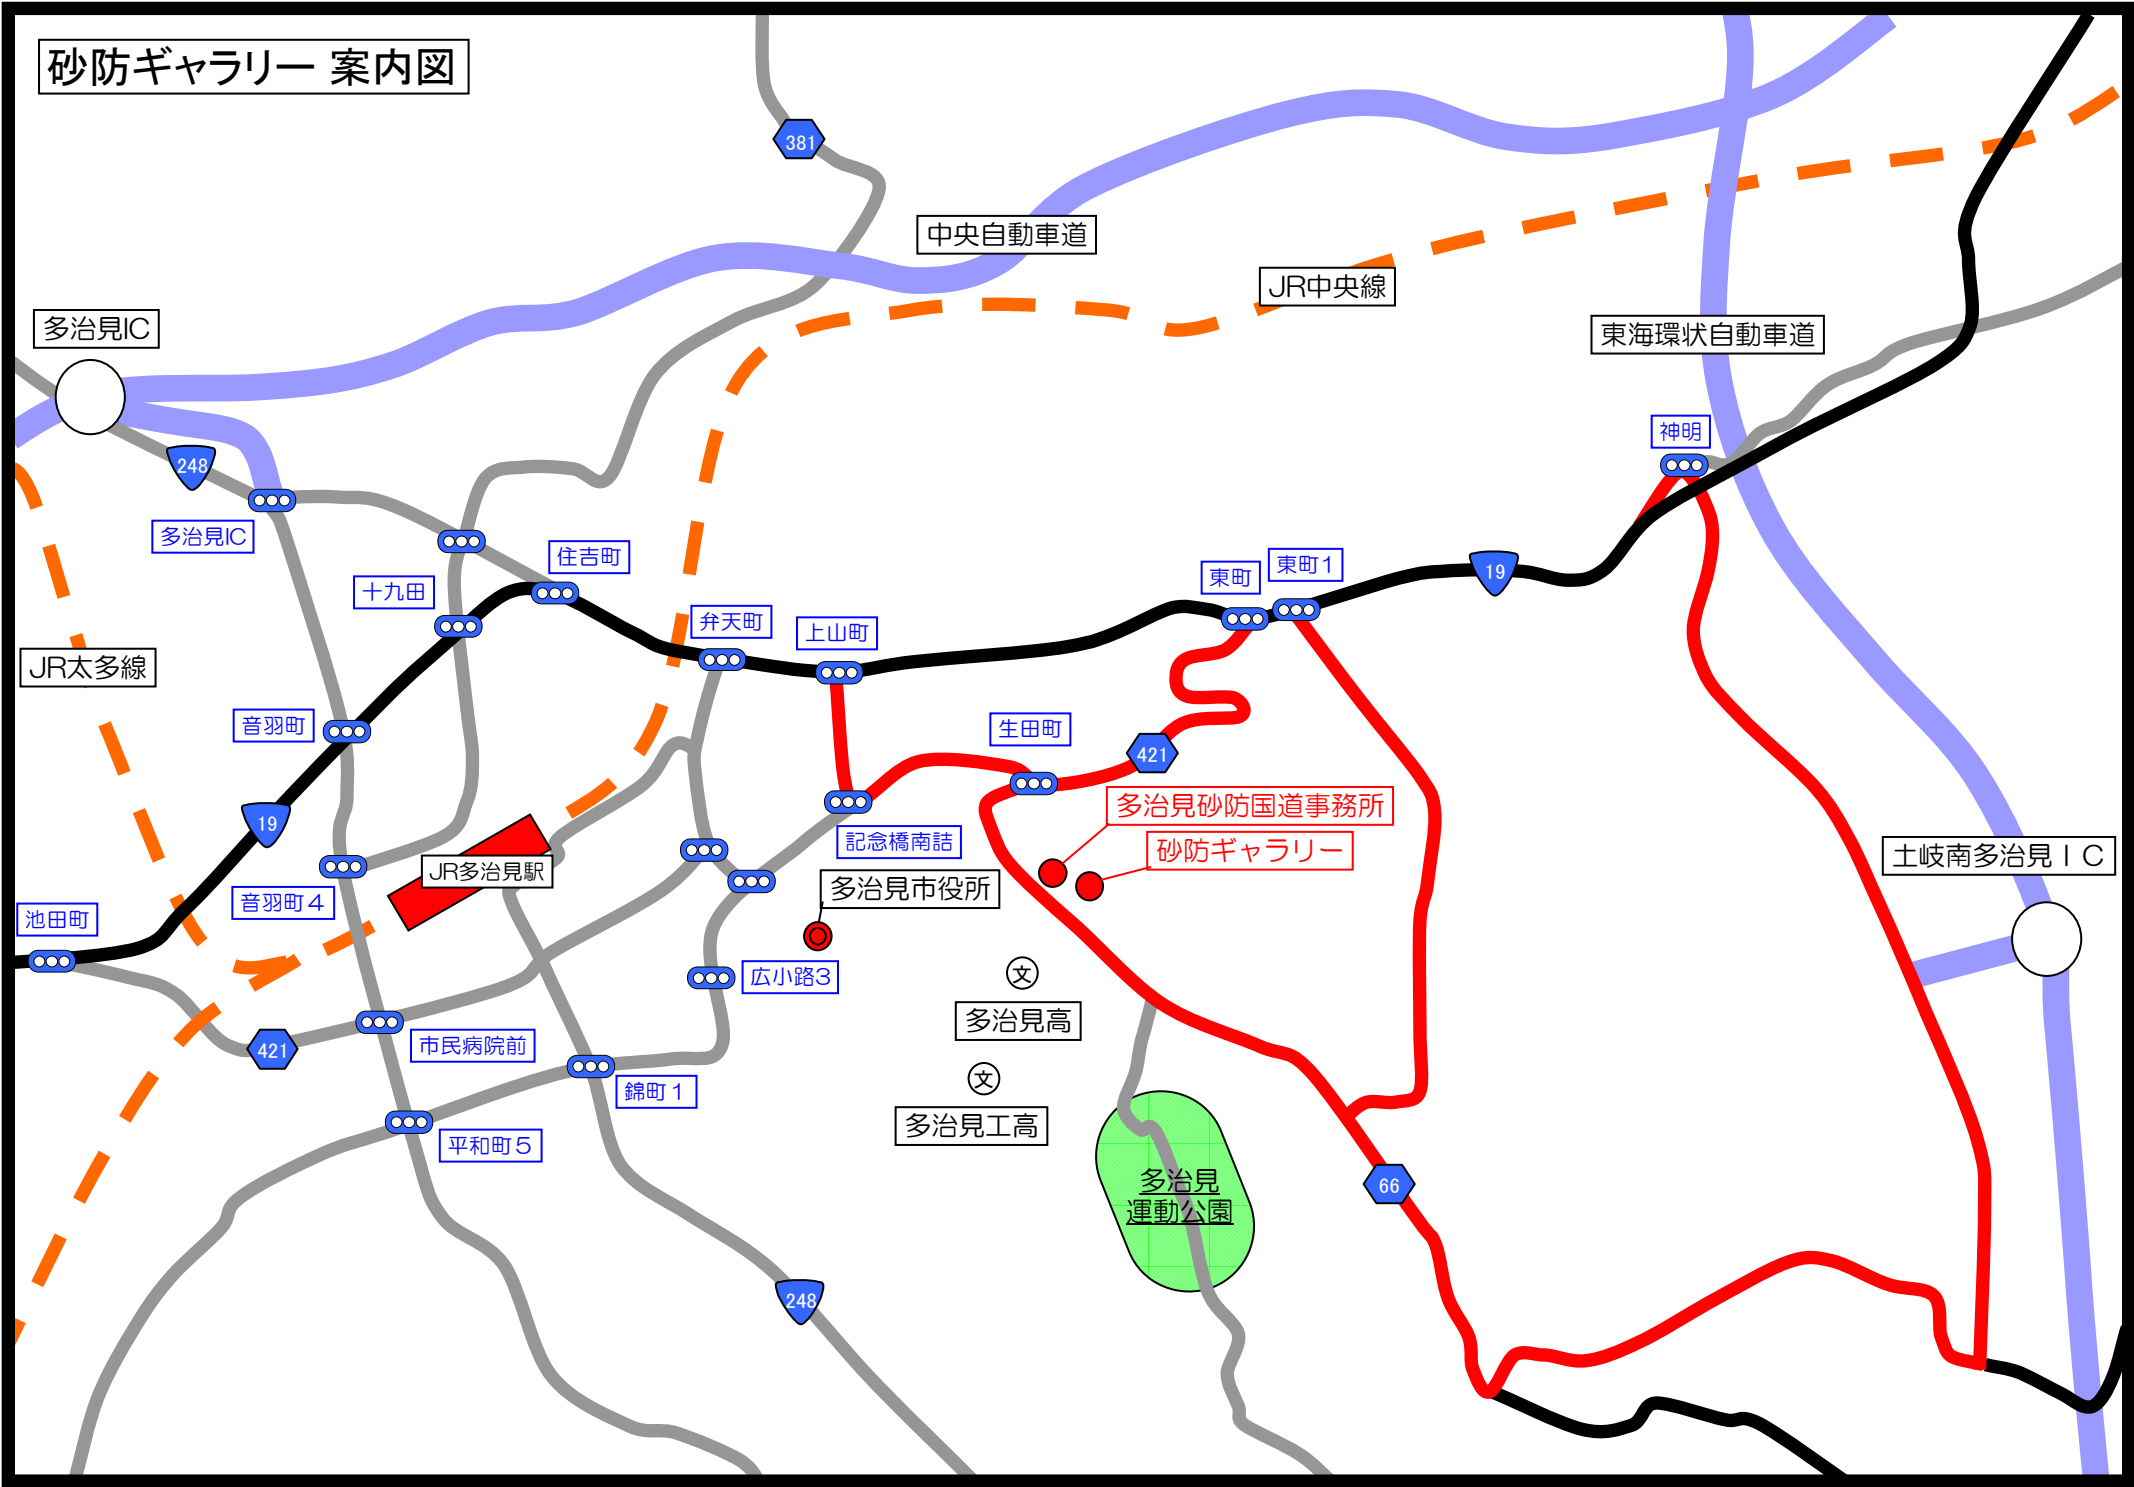 砂防ギャラリー 案内図
381
中央自動車道
JR中央線
多治見IC
東海環状自動車道
神明
248
多治見IC
住吉町
十九田
東町1
東町
19
弁天町
上山町
JR太多線
音羽町
生田町
421
多治見砂防国道事務所
19
記念橋南詰
砂防ギャラリー
土岐南多治見IC
JR多治見駅
多治見市役所
音羽町4
池田町
広小路3
文
多治見高
421
市民病院前
文
錦町1
多治見工高
平和町5
多治見
運動公園
66
248